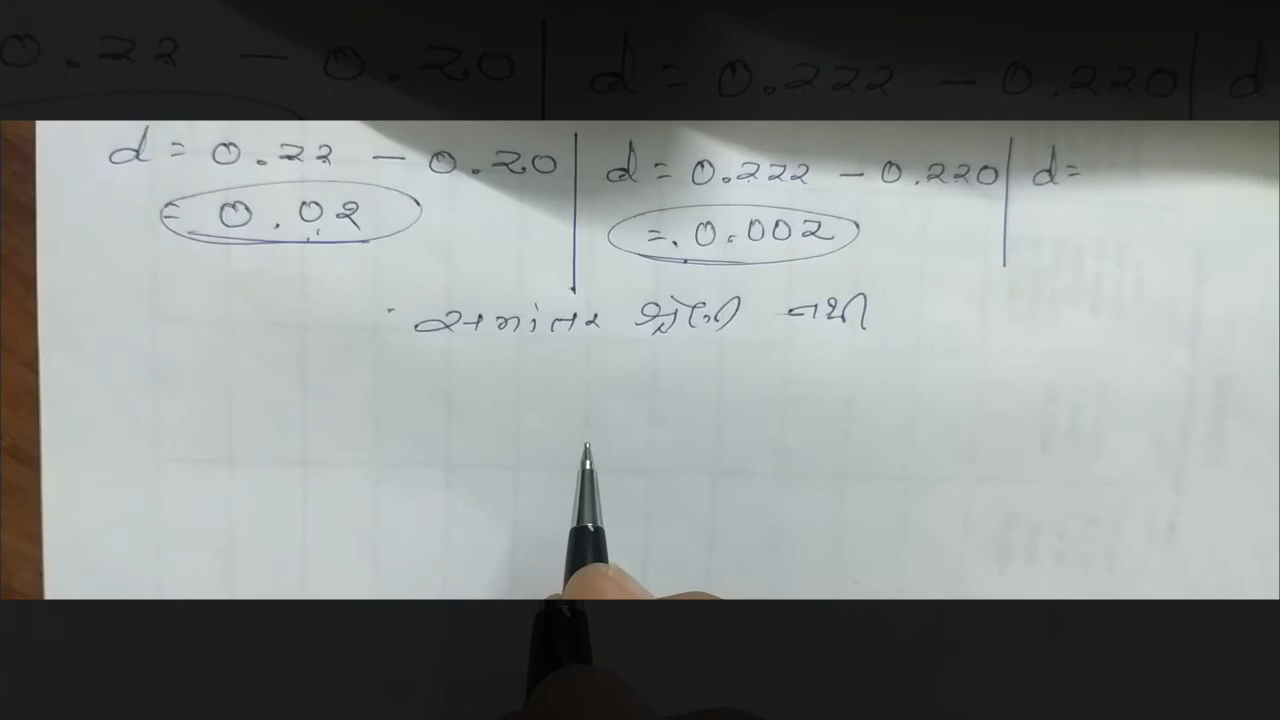 d = 0.22 - 0.20 | d = 0.222 - 0.220 | d =
= 0.02 =. 0.002
સમાંતર શ્રેણી નથી